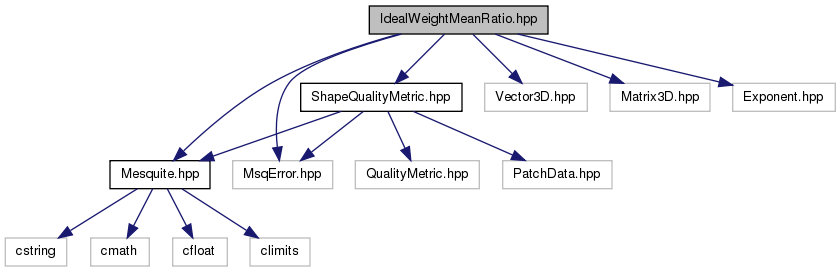 IdealWeightMeanRatio.hpp
ShapeQualityMetric.hpp
Vector3D.hpp
Matrix3D.hpp
Exponent.hpp
Mesquite.hpp
MsqError.hpp
QualityMetric.hpp
PatchData.hpp
cstring
cmath
cfloat
climits